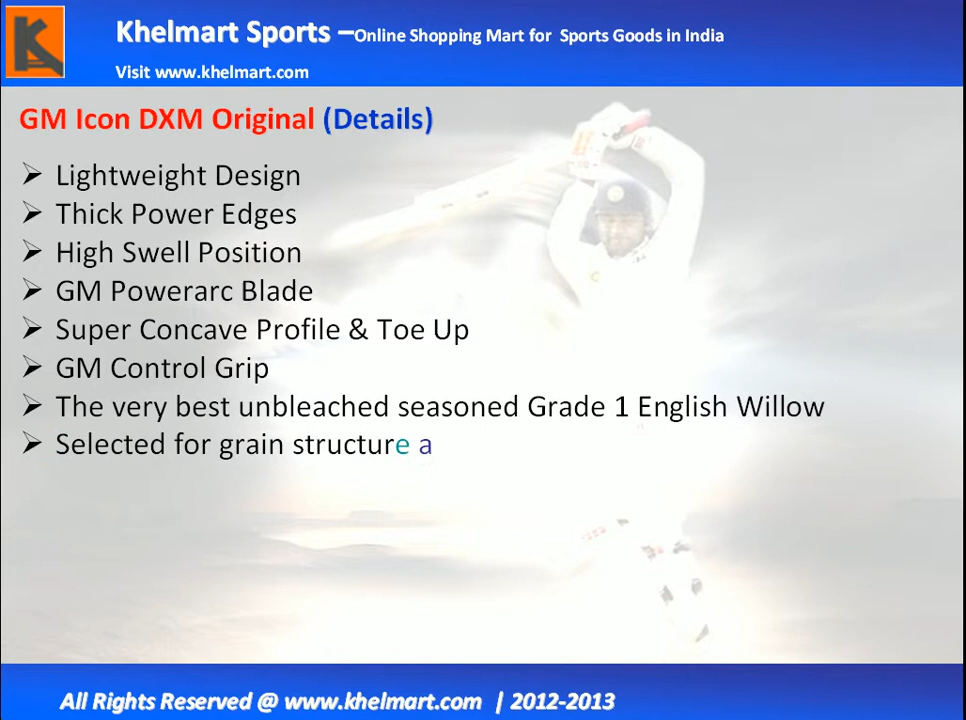 Khelmart Sports –Online Shopping Mart for Sports Goods in India
Visit www.khelmart.com
GM Icon DXM Original (Details)
➢ Lightweight Design
➢ Thick Power Edges
➢ High Swell Position
➢ GM Powerarc Blade
➢ Super Concave Profile & Toe Up
➢ GM Control Grip
➢ The very best unbleached seasoned Grade 1 English Willow
➢ Selected for grain structure a
All Rights Reserved @ www.khelmart.com | 2012-2013